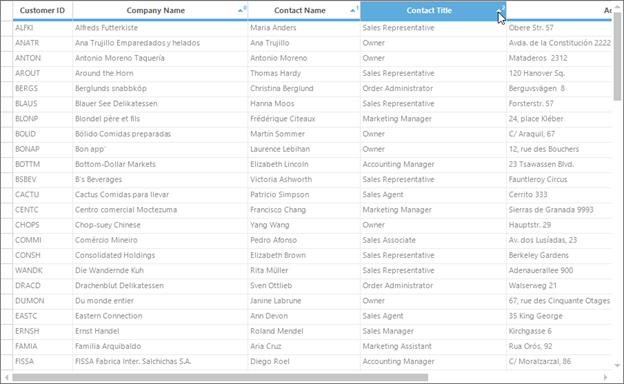 Customer ID Company Name 0 Contact Name 1 Contact Title 2
ALFKI Alfreds Futterkiste Maria Anders Sales Representative Obere Str. 57
ANATR Ana Trujillo Emparedados y helados Ana Trujillo Owner Avda. de la Constitución 2222
ANTON Antonio Moreno Taquería Antonio Moreno Owner Mataderos 2312
AROUT Around the Horn Thomas Hardy Sales Representative 120 Hanover Sq.
BERGS Berglunds snabbköp Christina Berglund Order Administrator Berguvsvägen 8
BLAUS Blauer See Delikatessen Hanna Moos Sales Representative Forsterstr. 57
BLONP Blondel père et fils Frédérique Citeaux Marketing Manager 24, place Kléber
BOLID Bólido Comidas preparadas Martín Sommer Owner C/ Araquil, 67
BONAP Bon app' Laurence Lebihan Owner 12, rue des Bouchers
BOTTM Bottom-Dollar Markets Elizabeth Lincoln Accounting Manager 23 Tsawassen Blvd.
BSBEV B's Beverages Victoria Ashworth Sales Representative Fauntleroy Circus
CACTU Cactus Comidas para llevar Patricio Simpson Sales Agent Cerrito 333
CENTC Centro comercial Moctezuma Francisco Chang Marketing Manager Sierras de Granada 9993
CHOPS Chop-suey Chinese Yang Wang Owner Hauptstr. 29
COMMI Comércio Mineiro Pedro Afonso Sales Associate Av. dos Lusíadas, 23
CONSH Consolidated Holdings Elizabeth Brown Sales Representative Berkeley Gardens
WANDK Die Wandernde Kuh Rita Müller Sales Representative Adenauerallee 900
DRACD Drachenblut Delikatessen Sven Ottlieb Order Administrator Walserweg 21
DUMON Du monde entier Janine Labrune Owner 67, rue des Cinquante Otages
EASTC Eastern Connection Ann Devon Sales Agent 35 King George
ERNSH Ernst Handel Roland Mendel Sales Manager Kirchgasse 6
FAMIA Familia Arquibaldo Aria Cruz Marketing Assistant Rua Orós, 92
FISSA FISSA Fabrica Inter. Salchichas S.A. Diego Roel Accounting Manager C/ Moralzarzal, 86